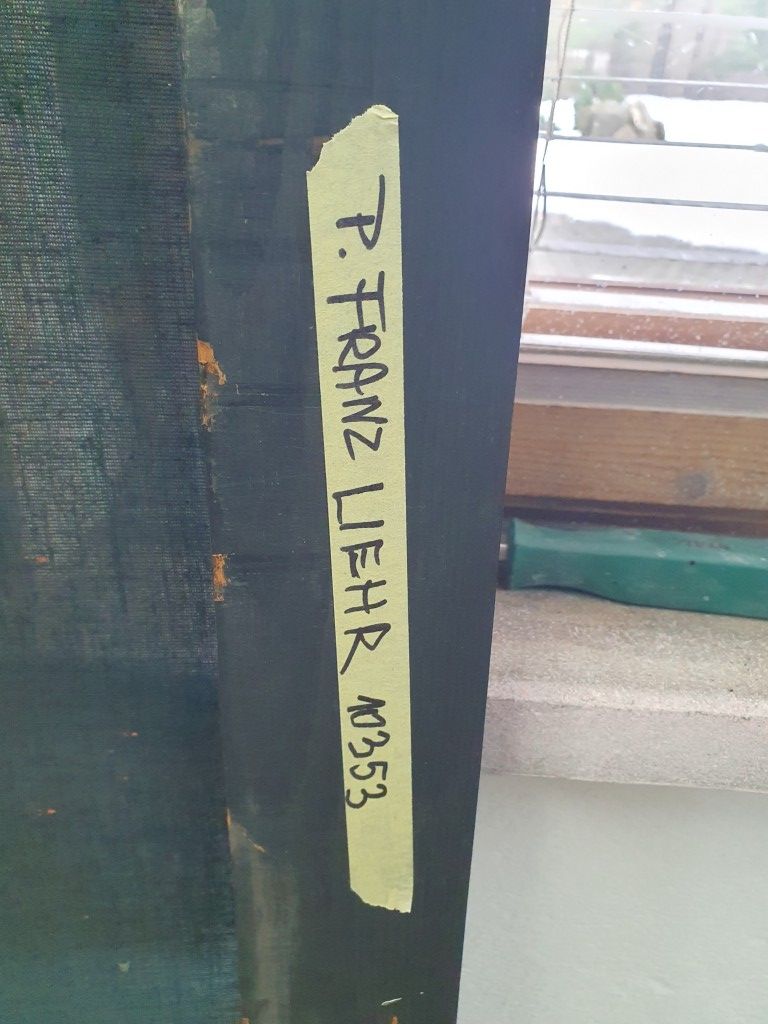 P. FRANZ LIEHR 10353